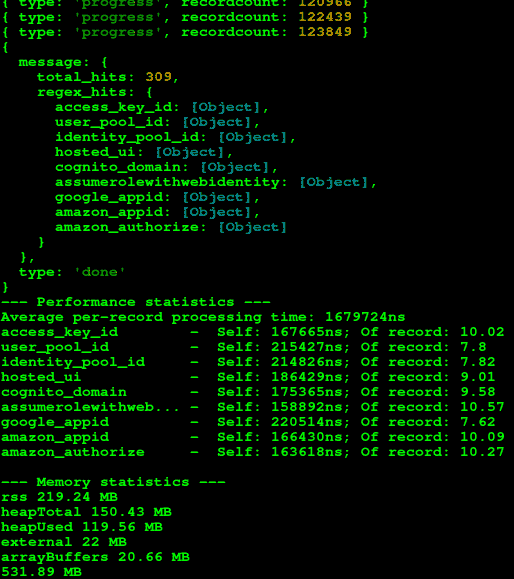 { type: 'progress', recordcount: 120966 }
{ type: 'progress', recordcount: 122439 }
{ type: 'progress', recordcount: 123849 }
{
  message: {
    total_hits: 309,
    regex_hits: {
      access_key_id: [Object],
      user_pool_id: [Object],
      identity_pool_id: [Object],
      hosted_ui: [Object],
      cognito_domain: [Object],
      assumerolewithwebidentity: [Object],
      google_appid: [Object],
      amazon_appid: [Object],
      amazon_authorize: [Object]
    }
  },
  type: 'done'
}
--- Performance statistics ---
Average per-record processing time: 1679724ns
access_key_id        -  Self: 167665ns; Of record: 10.02
user_pool_id         -  Self: 215427ns; Of record: 7.8
identity_pool_id     -  Self: 214826ns; Of record: 7.82
hosted_ui            -  Self: 186429ns; Of record: 9.01
cognito_domain       -  Self: 175365ns; Of record: 9.58
assumerolewithweb... -  Self: 158892ns; Of record: 10.57
google_appid         -  Self: 220514ns; Of record: 7.62
amazon_appid         -  Self: 166430ns; Of record: 10.09
amazon_authorize     -  Self: 163618ns; Of record: 10.27

--- Memory statistics ---
rss 219.24 MB
heapTotal 150.43 MB
heapUsed 119.56 MB
external 22 MB
arrayBuffers 20.66 MB
531.89 MB